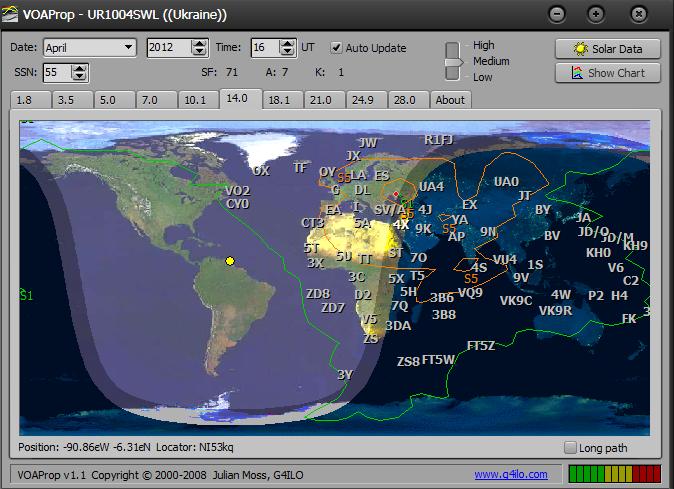 VOAProp - UR1004SWL ((Ukraine))
Date: April 2012 Time: 16 UT Auto Update High Solar Data
Medium
SSN: 55 SF: 71 A: 7 K: 1 Low Show Chart
1.8 3.5 5.0 7.0 10.1 14.0 18.1 21.0 24.9 28.0 About
JW R1FJ
JX
OX TF OY S5 LA ES
VO2 G DL UA4 UA0
CY0 EX JT
EA I SV/A S1 4J BY
CT3 5A 4X S5 YA JA
9K S5 9N JD/O
5T AP BV JD/M
3X 5U TT ST 7O VU4 KH0 KH9
3C 5X T5 4S 1S V6
S5 9V C2
S1 ZD8 D2 5H 3B6 VQ9 4W P2 H4
ZD7 7Q VK9C VK9R
V5 3DA 3B8 FK 3
ZS
FT5Z
ZS8 FT5W
3Y
Position: -90.86eW -6.31eN Locator: NI53kq Long path
VOAProp v1.1 Copyright © 2000-2008 Julian Moss, G4ILO www.g4ilo.com